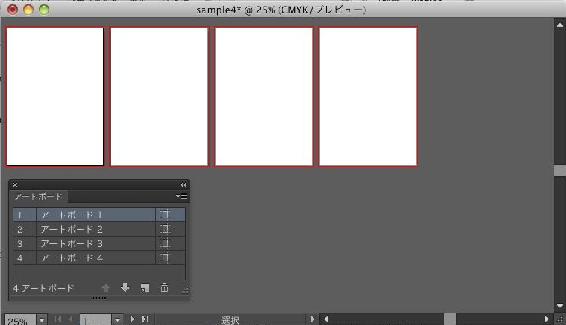 sample4* @ 25% (CMYK / プレビュー)
アートボード
1 アートボード 1
2 アートボード 2
3 アートボード 3
4 アートボード 4
4 アートボード
25% 1 選択